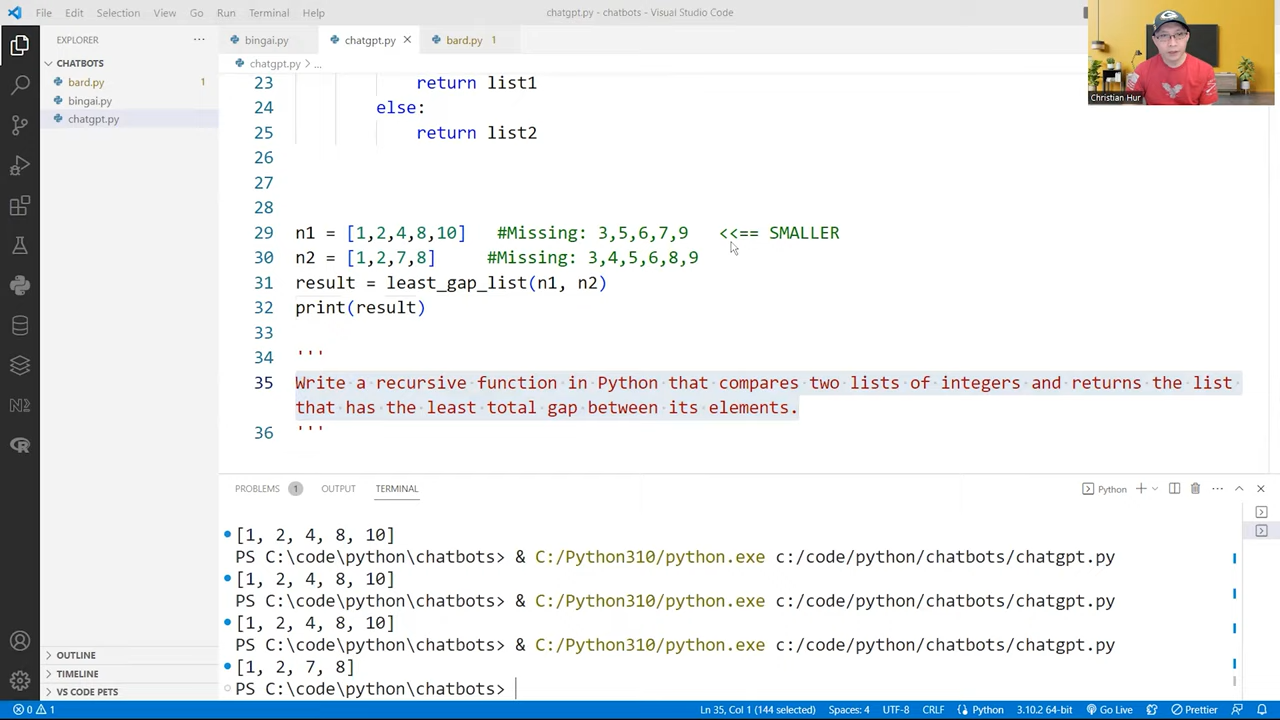 File Edit Selection View Go Run Terminal Help
chatgpt.py - chatbots - Visual Studio Code
EXPLORER
CHATBOTS
bard.py 1
bingai.py
chatgpt.py
OUTLINE
TIMELINE
VS CODE PETS
bingai.py chatgpt.py bard.py 1
chatgpt.py > ...
Christian Hur
23 return list1
24 else:
25 return list2
26
27
28
29 n1 = [1,2,4,8,10] #Missing: 3,5,6,7,9 <<== SMALLER
30 n2 = [1,2,7,8] #Missing: 3,4,5,6,8,9
31 result = least_gap_list(n1, n2)
32 print(result)
33
34 '''
35 Write a recursive function in Python that compares two lists of integers and returns the list
that has the least total gap between its elements.
36 '''
PROBLEMS 1 OUTPUT TERMINAL
Python
[1, 2, 4, 8, 10]
PS C:\code\python\chatbots> & C:/Python310/python.exe c:/code/python/chatbots/chatgpt.py
[1, 2, 4, 8, 10]
PS C:\code\python\chatbots> & C:/Python310/python.exe c:/code/python/chatbots/chatgpt.py
[1, 2, 4, 8, 10]
PS C:\code\python\chatbots> & C:/Python310/python.exe c:/code/python/chatbots/chatgpt.py
[1, 2, 7, 8]
PS C:\code\python\chatbots>
0 1 Ln 35, Col 1 (144 selected) Spaces: 4 UTF-8 CRLF Python 3.10.2 64-bit Go Live Prettier